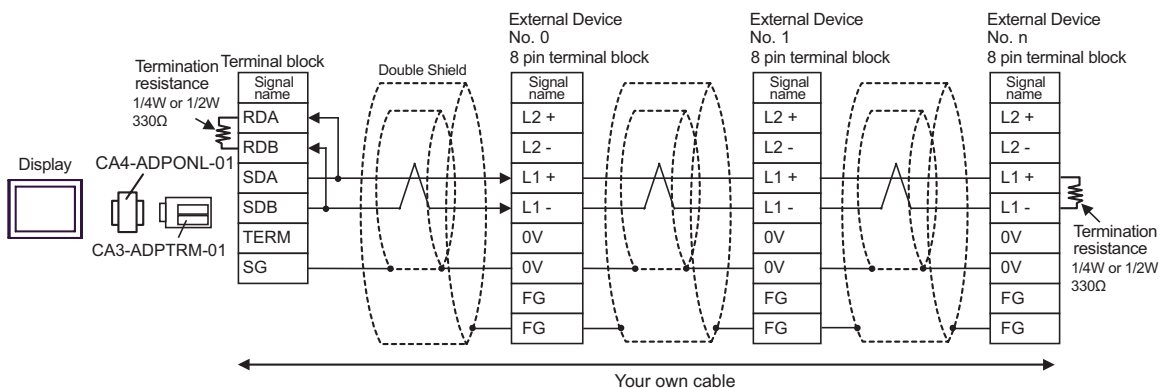 External Device
No. 0
8 pin terminal block
External Device
No. 1
8 pin terminal block
External Device
No. n
8 pin terminal block
Termination
resistance
1/4W or 1/2W
330Ω
Terminal block
Double Shield
Display
CA4-ADPONL-01
CA3-ADPTRM-01
Signal
name
RDA
RDB
SDA
SDB
TERM
SG
Signal
name
L2 +
L2 -
L1 +
L1 -
0V
0V
FG
FG
Signal
name
L2 +
L2 -
L1 +
L1 -
0V
0V
FG
FG
Signal
name
L2 +
L2 -
L1 +
L1 -
0V
0V
FG
FG
Termination
resistance
1/4W or 1/2W
330Ω
Your own cable